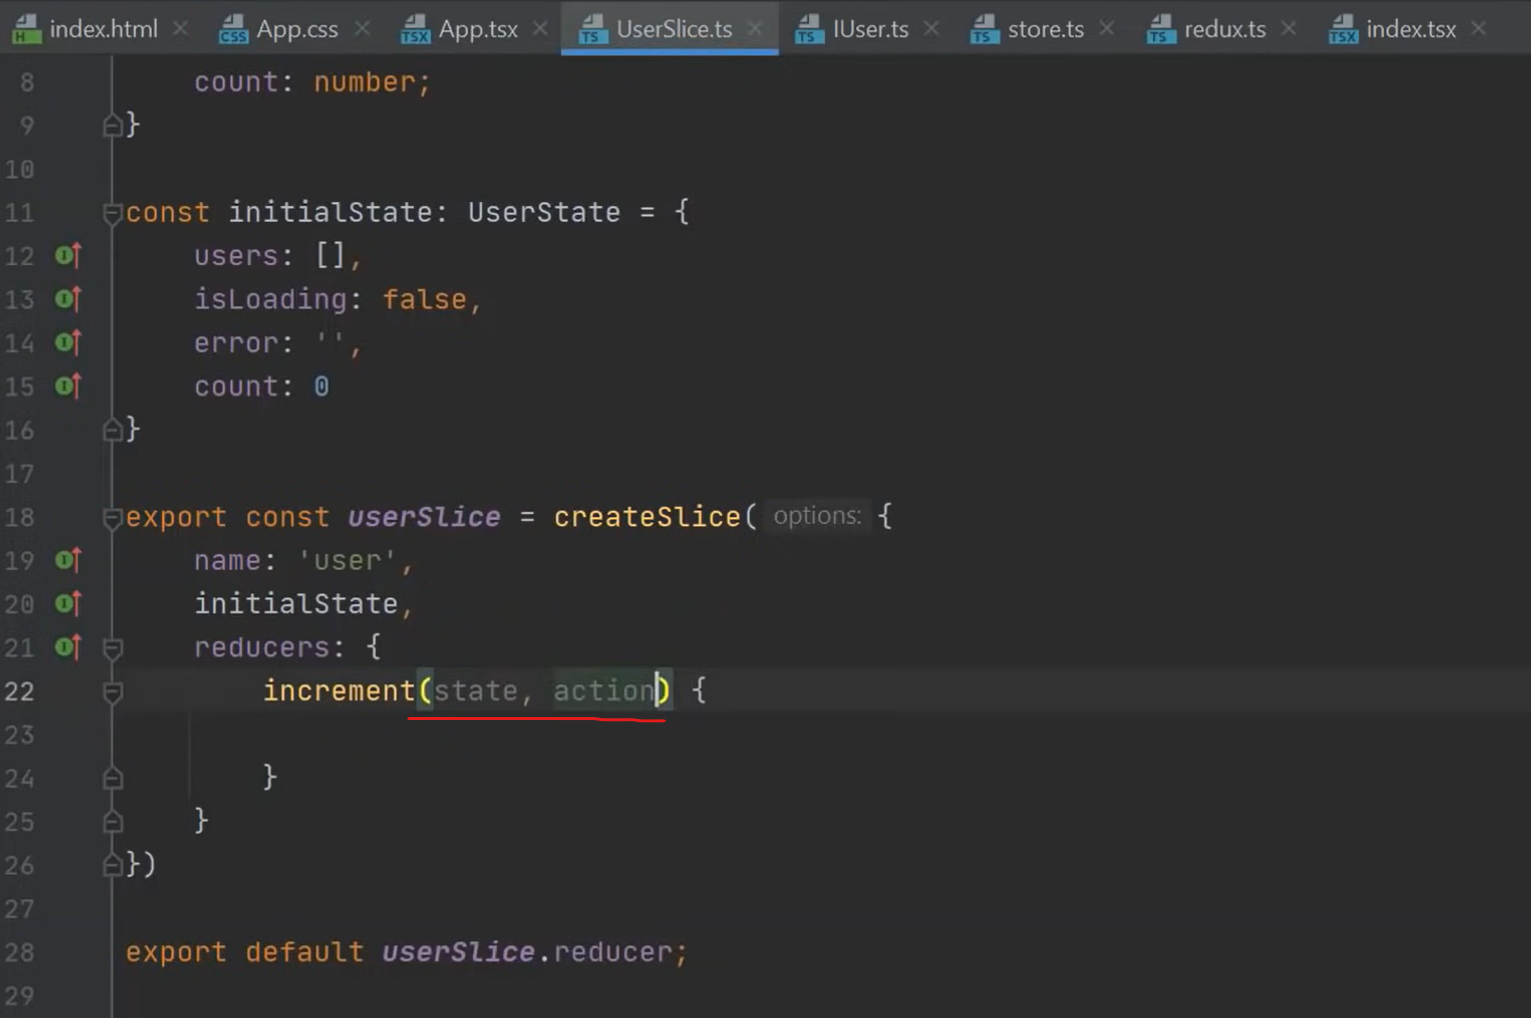 index.html App.css App.tsx UserSlice.ts IUser.ts store.ts redux.ts index.tsx
8 count: number;
9 }
10
11 const initialState: UserState = {
12 users: [],
13 isLoading: false,
14 error: '',
15 count: 0
16 }
17
18 export const userSlice = createSlice( options: {
19 name: 'user',
20 initialState,
21 reducers: {
22 increment(state, action) {
23
24 }
25 }
26 })
27
28 export default userSlice.reducer;
29